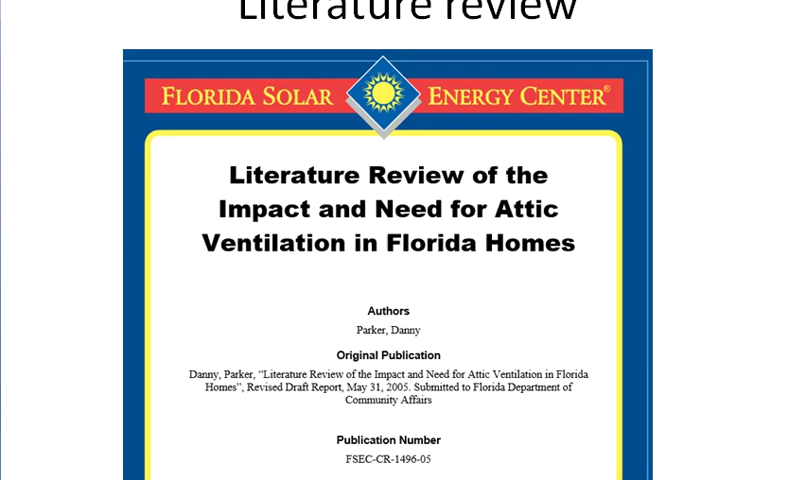 Literature review
FLORIDA SOLAR ENERGY CENTER®
Literature Review of the
Impact and Need for Attic
Ventilation in Florida Homes
Authors
Parker, Danny
Original Publication
Danny, Parker, “Literature Review of the Impact and Need for Attic Ventilation in Florida
Homes”, Revised Draft Report, May 31, 2005. Submitted to Florida Department of
Community Affairs
Publication Number
FSEC-CR-1496-05